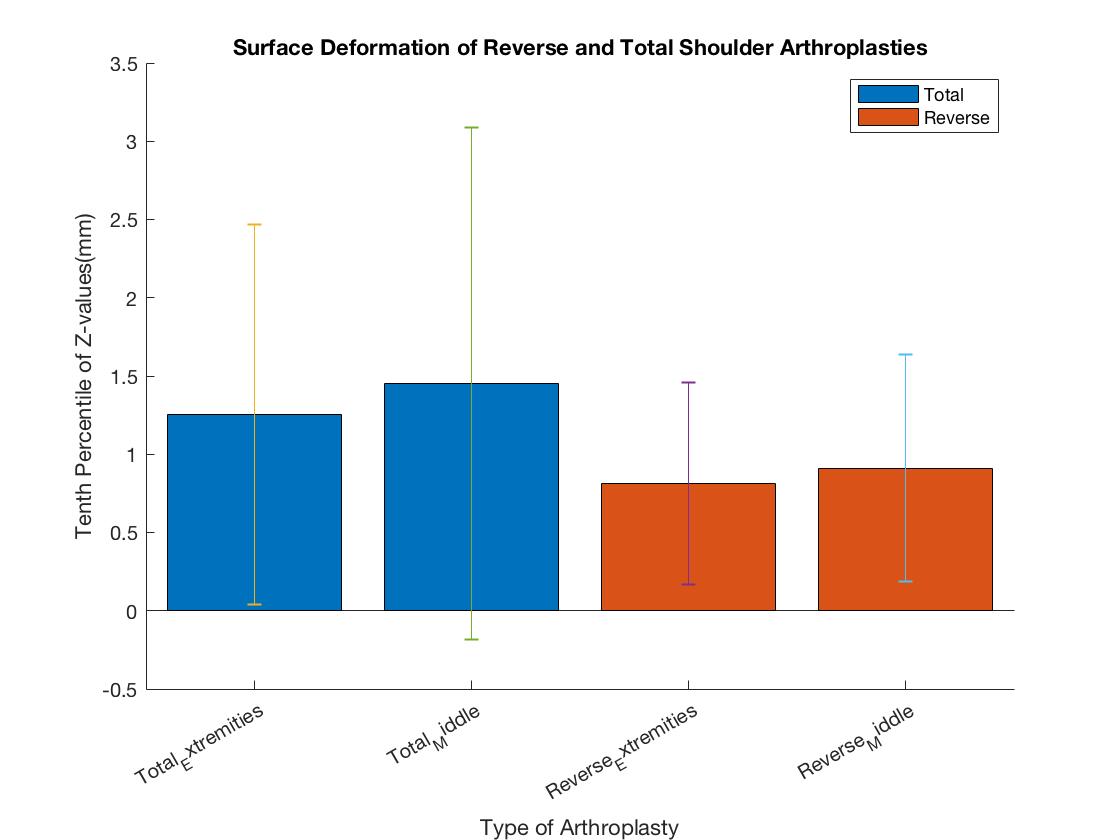 Surface Deformation of Reverse and Total Shoulder Arthroplasties
3.5
3
2.5
2
1.5
1
0.5
0
-0.5
Tenth Percentile of Z-values(mm)
Total
Reverse
Total_Extremities
Total_Middle
Reverse_Extremities
Reverse_Middle
Type of Arthroplasty